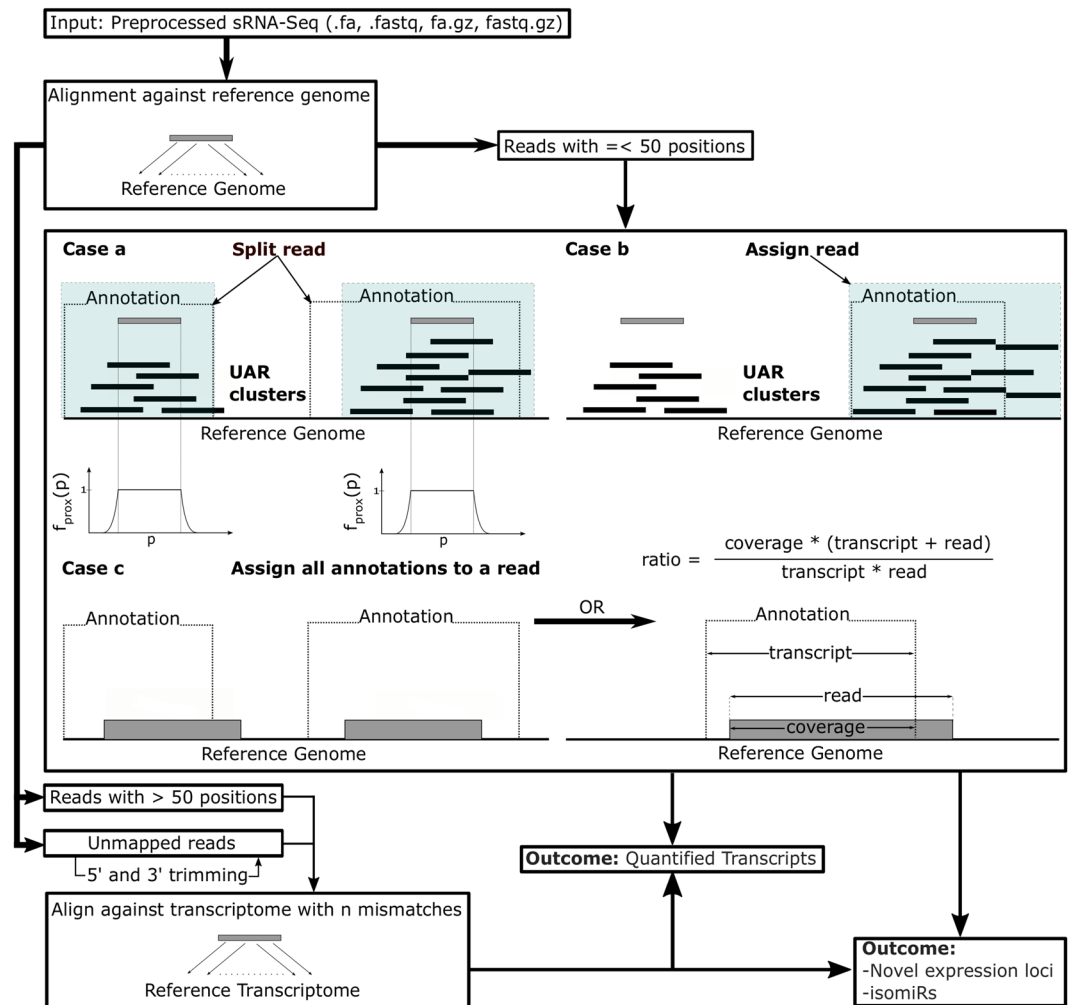 Input: Preprocessed sRNA-Seq (.fa, .fastq, fa.gz, fastq.gz)
Alignment against reference genome
Reference Genome
Reads with =< 50 positions
Case a
Split read
Annotation
Annotation
UAR
clusters
Reference Genome
Case b
Assign read
Annotation
UAR
clusters
Reference Genome
f_prox(p)
1
p
f_prox(p)
1
p
ratio = coverage * (transcript + read)
transcript * read
Case c
Assign all annotations to a read
Annotation
Annotation
Reference Genome
OR
Annotation
transcript
read
coverage
Reference Genome
Reads with > 50 positions
Unmapped reads
5' and 3' trimming
Align against transcriptome with n mismatches
Reference Transcriptome
Outcome: Quantified Transcripts
Outcome:
-Novel expression loci
-isomiRs